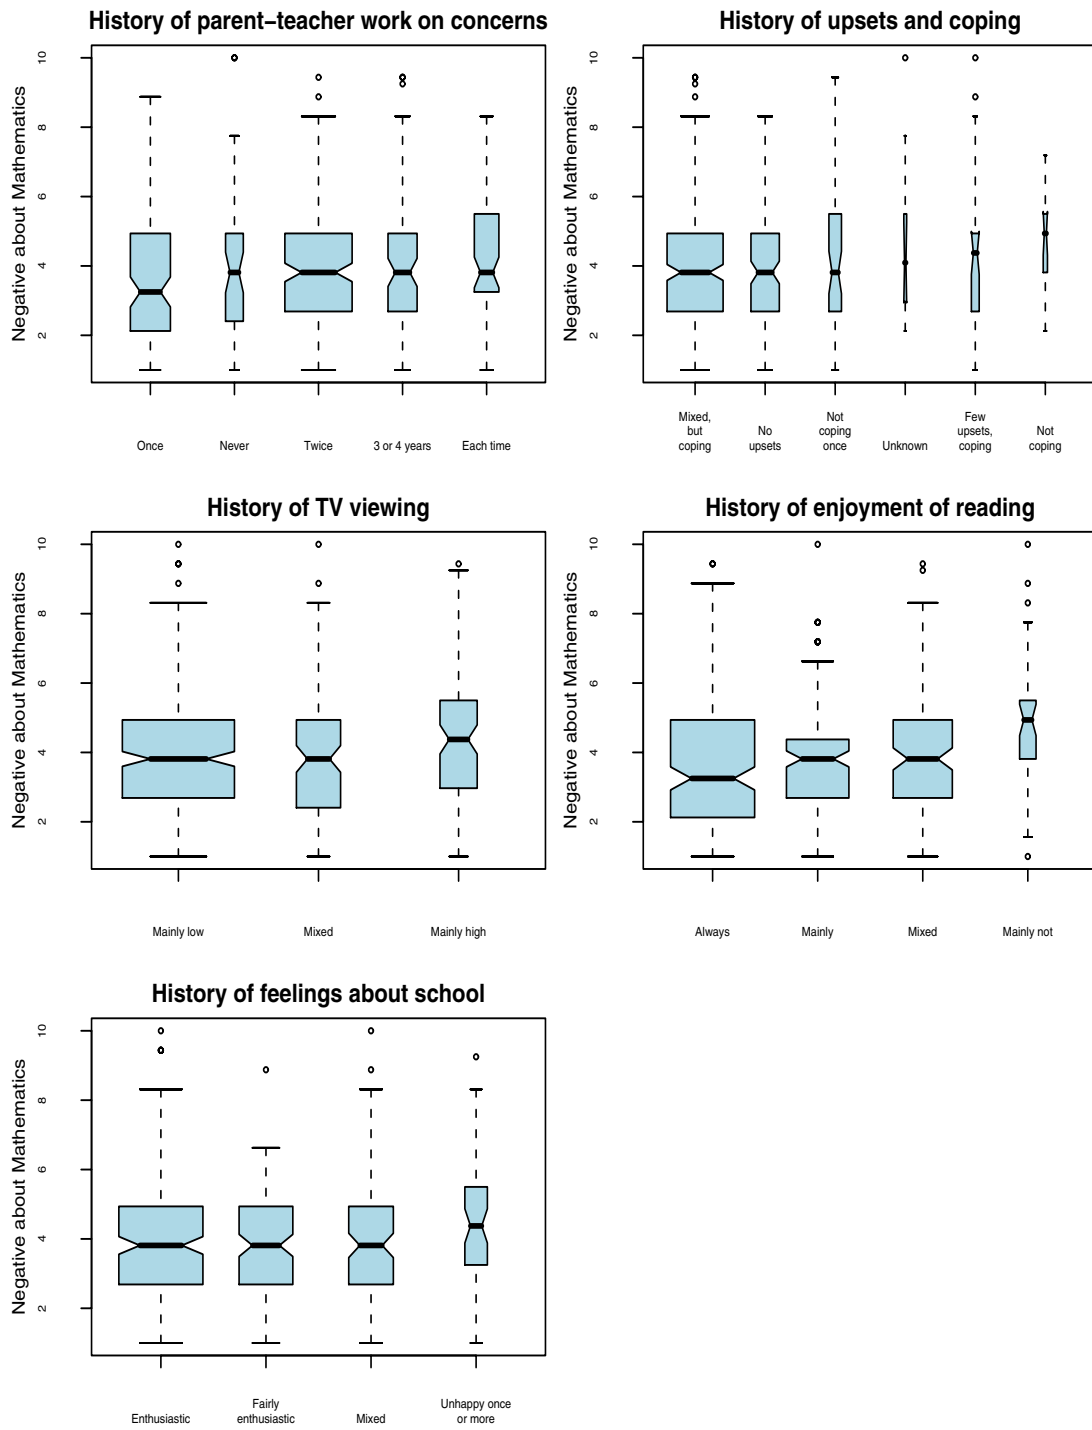 History of parent–teacher work on concerns
Negative about Mathematics
10
8
6
4
2
Once Never Twice 3 or 4 years Each time
History of upsets and coping
Negative about Mathematics
10
8
6
4
2
Mixed,
but
coping
No
upsets
Not
coping
once
Unknown
Few
upsets,
coping
Not
coping
History of TV viewing
Negative about Mathematics
10
8
6
4
2
Mainly low Mixed Mainly high
History of enjoyment of reading
Negative about Mathematics
10
8
6
4
2
Always Mainly Mixed Mainly not
History of feelings about school
Negative about Mathematics
10
8
6
4
2
Enthusiastic
Fairly
enthusiastic
Mixed
Unhappy once
or more